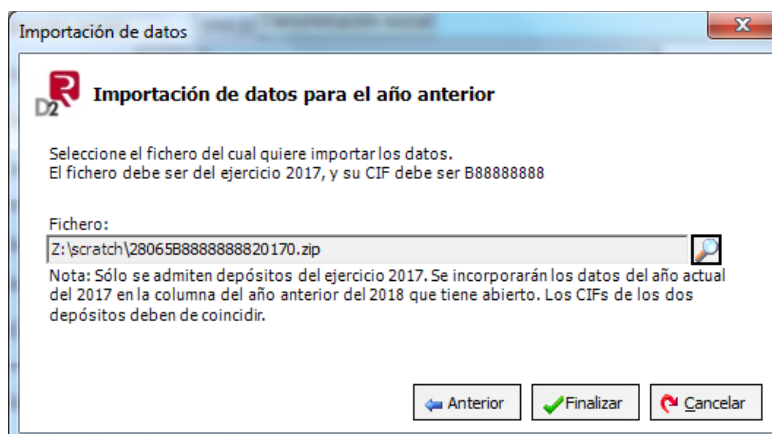 Importación de datos
D2
R
Importación de datos para el año anterior
Seleccione el fichero del cual quiere importar los datos.
El fichero debe ser del ejercicio 2017, y su CIF debe ser B88888888
Fichero:
Z:\scratch\28065B8888888820170.zip
Nota: Sólo se admiten depósitos del ejercicio 2017. Se incorporarán los datos del año actual
del 2017 en la columna del año anterior del 2018 que tiene abierto. Los CIFs de los dos
depósitos deben de coincidir.
Anterior
Finalizar
Cancelar